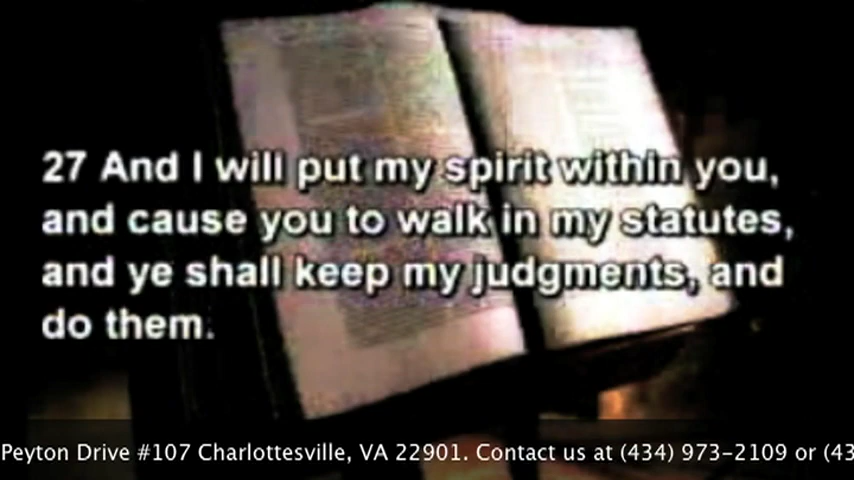 27 And I will put my spirit within you,
and cause you to walk in my statutes,
and ye shall keep my judgments, and
do them.
Peyton Drive #107 Charlottesville, VA 22901. Contact us at (434) 973-2109 or (43